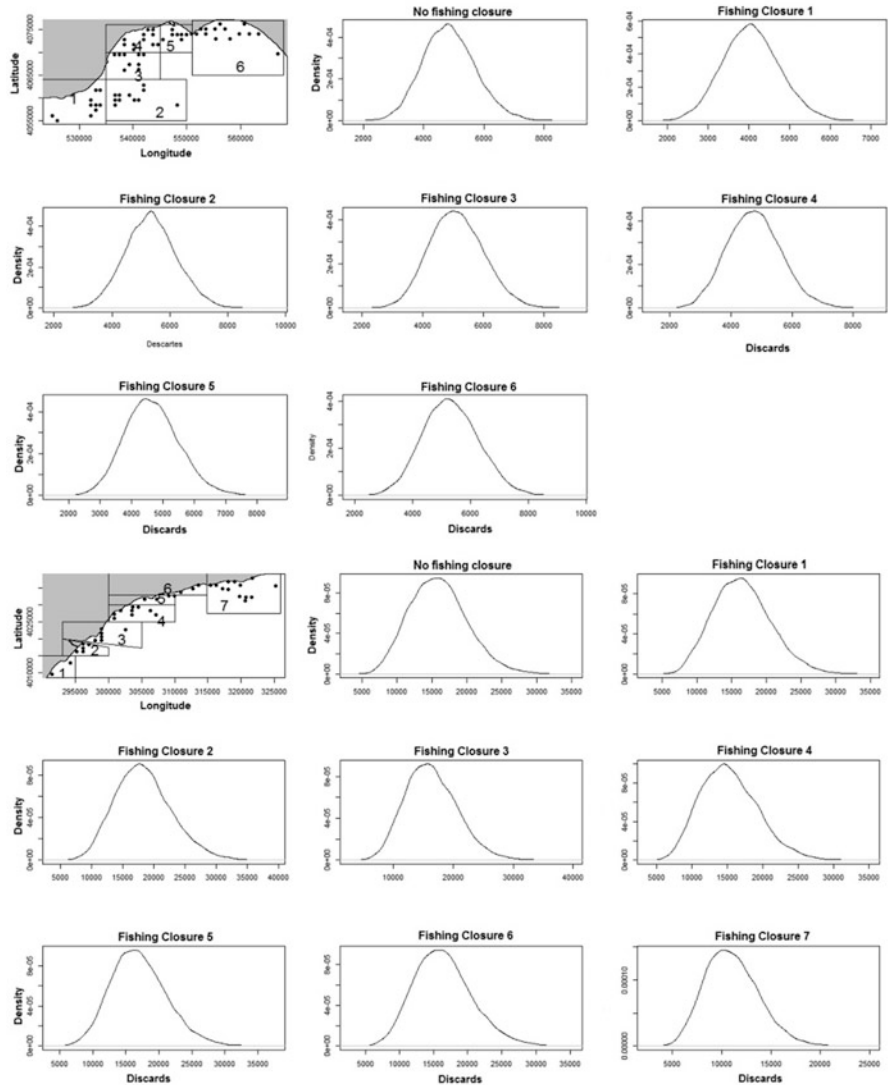 Latitude
4055000 4065000 4075000
1
2
3
4
5
6
530000 540000 550000 560000
Longitude
No fishing closure
Density
0e+00 2e-04 4e-04
2000 4000 6000 8000
Fishing Closure 1
0e+00 2e-04 4e-04 6e-04
2000 3000 4000 5000 6000 7000
Fishing Closure 2
Density
0e+00 2e-04 4e-04
2000 4000 6000 8000 10000
Descartes
Fishing Closure 3
0e+00 2e-04 4e-04
2000 4000 6000 8000
Fishing Closure 4
0e+00 2e-04 4e-04
2000 4000 6000 8000
Discards
Fishing Closure 5
Density
0e+00 2e-04 4e-04
2000 3000 4000 5000 6000 7000 8000
Discards
Fishing Closure 6
Density
0e+00 2e-04 4e-04
2000 4000 6000 8000 10000
Discards
Latitude
4010000 4025000
1
2
3
4
5
6
7
295000 300000 305000 310000 315000 320000 325000
Longitude
No fishing closure
Density
0e+00 4e-05 8e-05
5000 10000 15000 20000 25000 30000 35000
Fishing Closure 1
0e+00 4e-05 8e-05
5000 10000 15000 20000 25000 30000 35000
Fishing Closure 2
Density
0e+00 4e-05 8e-05
5000 10000 15000 20000 25000 30000 35000 40000
Fishing Closure 3
0e+00 4e-05 8e-05
10000 20000 30000 40000
Fishing Closure 4
0e+00 4e-05 8e-05
5000 10000 15000 20000 25000 30000 35000
Fishing Closure 5
Density
0e+00 4e-05 8e-05
5000 10000 15000 20000 25000 30000 35000
Discards
Fishing Closure 6
0e+00 4e-05 8e-05
5000 10000 15000 20000 25000 30000 35000
Discards
Fishing Closure 7
0.00000 0.00010
5000 10000 15000 20000 25000
Discards